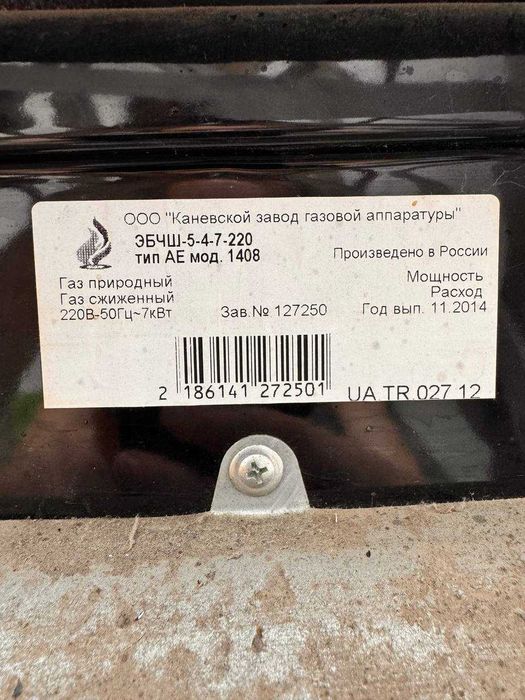 ООО "Каневской завод газовой аппаратуры"
ЭБЧШ-5-4-7-220
тип АЕ мод. 1408
Произведено в России
Газ природный
Мощность
Газ сжиженный
Расход
220В-50Гц~7кВт
Зав.№ 127250
Год вып. 11.2014
2 186141 272501
UA TR 027 12